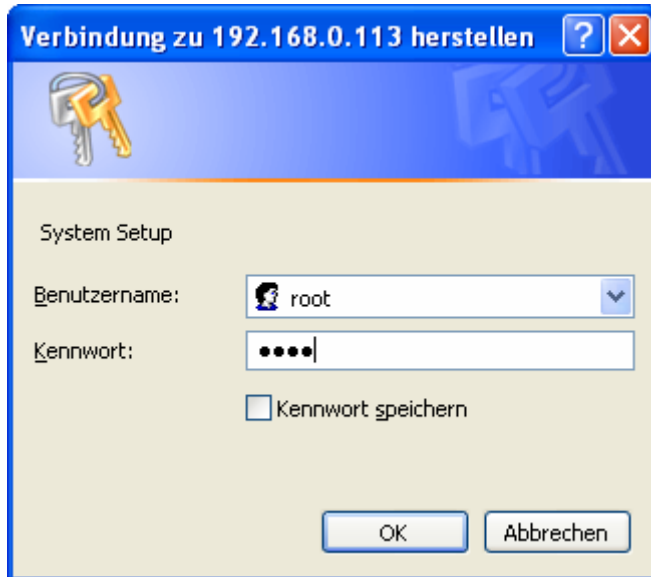 Verbindung zu 192.168.0.113 herstellen
System Setup
Benutzername: root
Kennwort: ●●●●
Kennwort speichern
OK Abbrechen